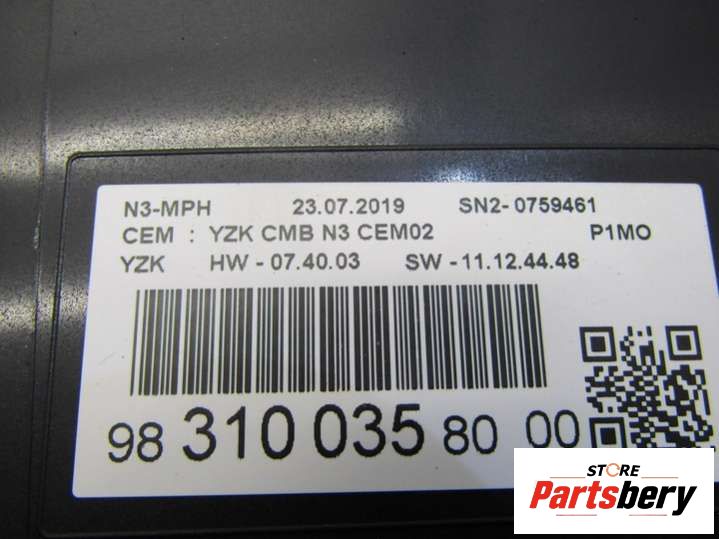 N3-MPH 23.07.2019 SN2- 0759461
CEM : YZK CMB N3 CEM02 P1MO
YZK HW - 07.40.03 SW - 11.12.44.48
98 310 035 80 00
STORE
Partsbery